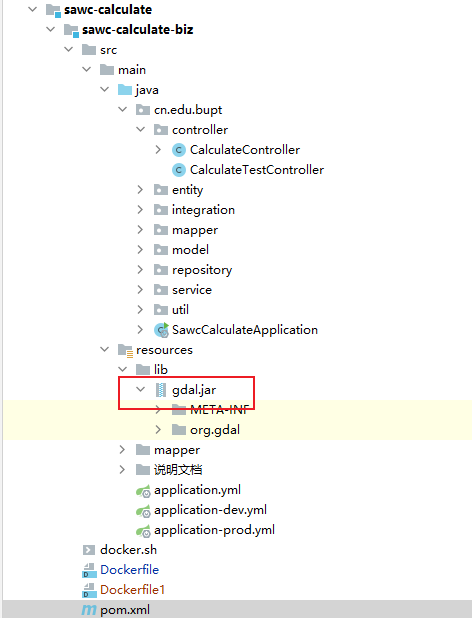 sawc-calculate
sawc-calculate-biz
src
main
java
cn.edu.bupt
controller
CalculateController
CalculateTestController
entity
integration
mapper
model
repository
service
util
SawcCalculateApplication
resources
lib
gdal.jar
META-INF
org.gdal
mapper
说明文档
application.yml
application-dev.yml
application-prod.yml
docker.sh
Dockerfile
Dockerfile1
pom.xml